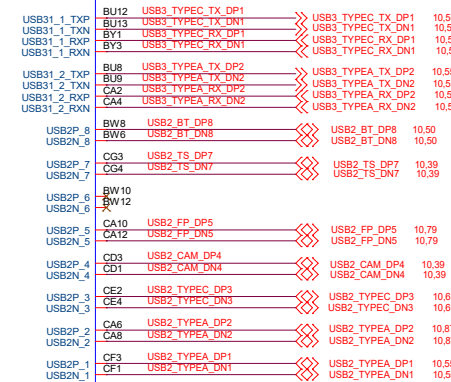 USB31_1_TXP BU12 USB3_TYPEC_TX_DP1 USB3_TYPEC_TX_DP1
USB31_1_TXN BU13 USB3_TYPEC_TX_DN1 USB3_TYPEC_TX_DN1
USB31_1_RXP BY1 USB3_TYPEC_RX_DP1 USB3_TYPEC_RX_DP1
USB31_1_RXN BY3 USB3_TYPEC_RX_DN1 USB3_TYPEC_RX_DN1
USB31_2_TXP BU8 USB3_TYPEA_TX_DP2 USB3_TYPEA_TX_DP2
USB31_2_TXN BU9 USB3_TYPEA_TX_DN2 USB3_TYPEA_TX_DN2
USB31_2_RXP CA2 USB3_TYPEA_RX_DP2 USB3_TYPEA_RX_DP2
USB31_2_RXN CA4 USB3_TYPEA_RX_DN2 USB3_TYPEA_RX_DN2
USB2P_8 BW8 USB2_BT_DP8 USB2_BT_DP8 10,50
USB2N_8 BW6 USB2_BT_DN8 USB2_BT_DN8 10,50
USB2P_7 CG3 USB2_TS_DP7 USB2_TS_DP7 10,39
USB2N_7 CG4 USB2_TS_DN7 USB2_TS_DN7 10,39
USB2P_6 BW10
USB2N_6 BW12
USB2P_5 CA10 USB2_FP_DP5 USB2_FP_DP5 10,79
USB2N_5 CA12 USB2_FP_DN5 USB2_FP_DN5 10,79
USB2P_4 CD3 USB2_CAM_DP4 USB2_CAM_DP4 10,39
USB2N_4 CD1 USB2_CAM_DN4 USB2_CAM_DN4 10,39
USB2P_3 CE2 USB2_TYPEC_DP3 USB2_TYPEC_DP3
USB2N_3 CE4 USB2_TYPEC_DN3 USB2_TYPEC_DN3
USB2P_2 CA6 USB2_TYPEA_DP2 USB2_TYPEA_DP2
USB2N_2 CA8 USB2_TYPEA_DN2 USB2_TYPEA_DN2
USB2P_1 CF3 USB2_TYPEA_DP1 USB2_TYPEA_DP1
USB2N_1 CF1 USB2_TYPEA_DN1 USB2_TYPEA_DN1